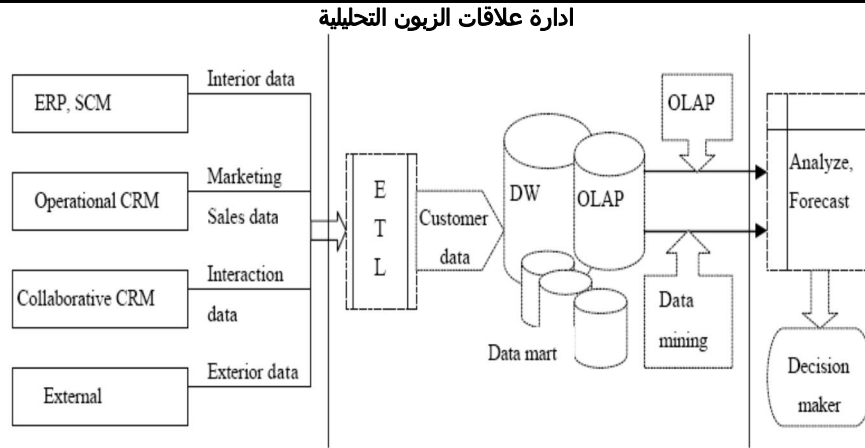 ادارة علاقات الزبون التحليلية
ERP, SCM
Interior data
Operational CRM
Marketing
Sales data
Collaborative CRM
Interaction
data
External
Exterior data
E
T
L
Customer
data
DW
OLAP
Data mart
OLAP
Data
mining
Analyze,
Forecast
Decision
maker